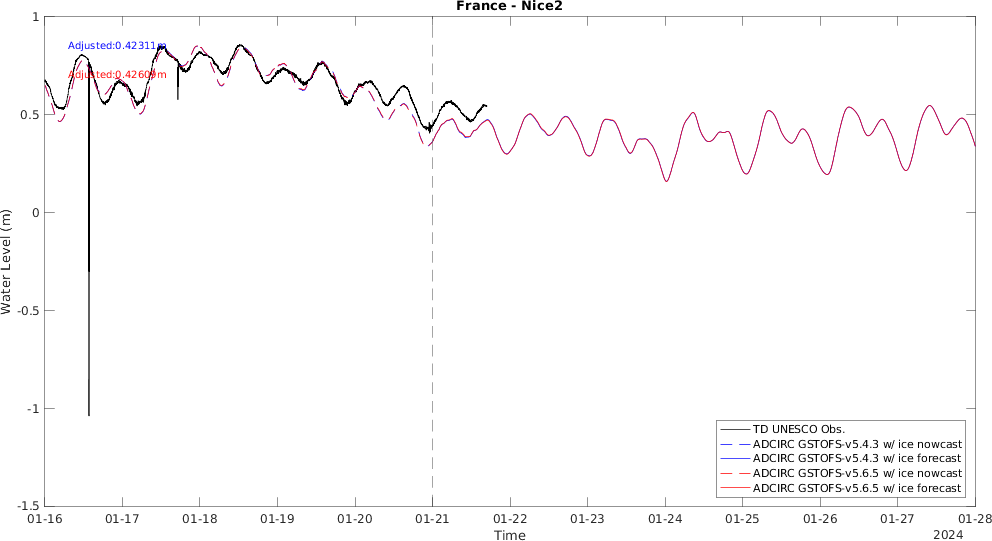 France - Nice2
Adjusted:0.42311m
Adjusted:0.42609m
Water Level (m)
1
0.5
0
-0.5
-1
-1.5
01-16
01-17
01-18
01-19
01-20
01-21
01-22
01-23
01-24
01-25
01-26
01-27
01-28
Time
2024
TD UNESCO Obs.
ADCIRC GSTOFS-v5.4.3 w/ ice nowcast
ADCIRC GSTOFS-v5.4.3 w/ ice forecast
ADCIRC GSTOFS-v5.6.5 w/ ice nowcast
ADCIRC GSTOFS-v5.6.5 w/ ice forecast